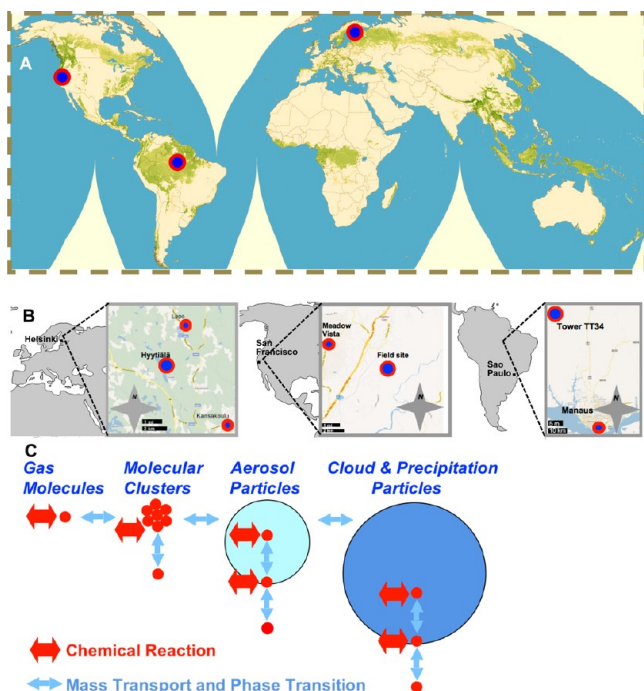 A
B
Helsinki
Hyytiälä
San
Francisco
Meadow
Vista
Field site
Sao
Paulo
Tower TT34
Manaus
N
N
N
C
Gas
Molecules
Molecular
Clusters
Aerosol
Particles
Cloud & Precipitation
Particles
Chemical Reaction
Mass Transport and Phase Transition